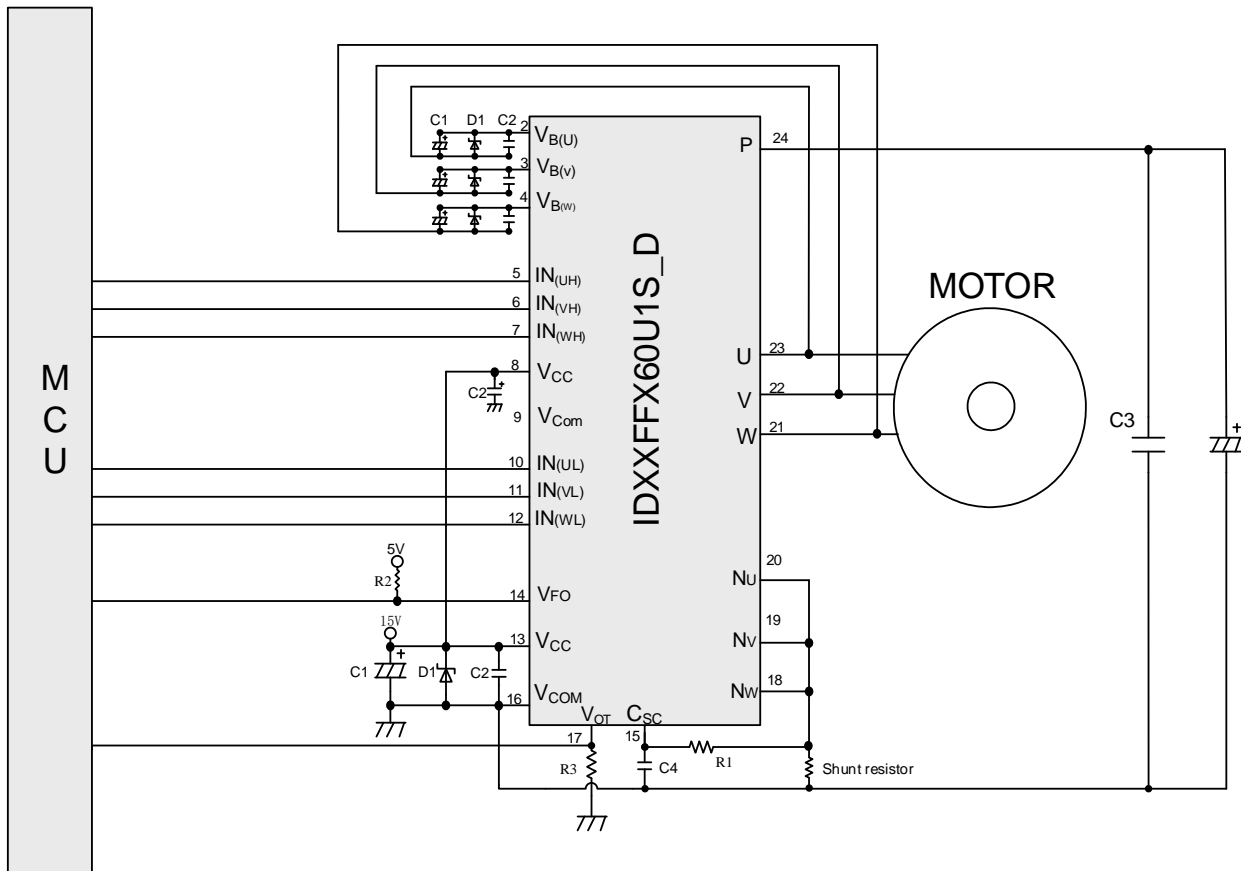 MCU
C1 D1 C2
2 VB(U)
3 VB(v)
4 VB(W)
5 IN(UH)
6 IN(VH)
7 IN(WH)
8 VCC
C2
9 VCom
10 IN(UL)
11 IN(VL)
12 IN(WL)
5V
R2
14 VFO
15V
13 VCC
C1 D1 C2
16 VCOM
VOT
17
CSC
15
R3
C4
R1
Shunt resistor
IDXXFFX60U1S_D
P 24
MOTOR
U 23
V 22
W 21
C3
NU 20
NV 19
NW 18